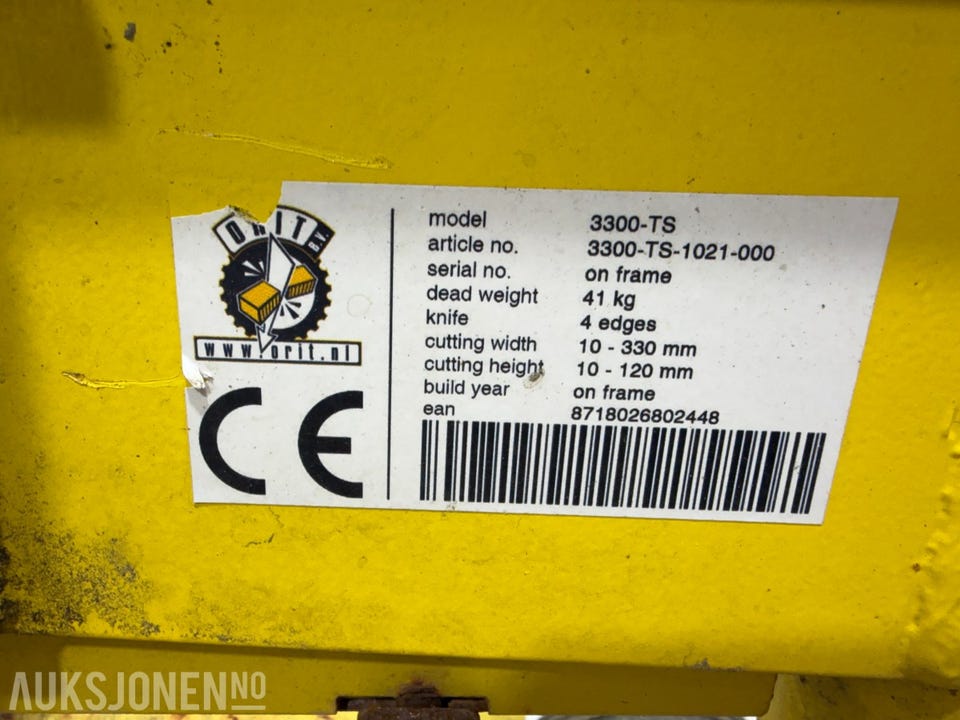 ORIT B.V.
www.orit.nl
CE
model 3300-TS
article no. 3300-TS-1021-000
serial no. on frame
dead weight 41 kg
knife 4 edges
cutting width 10 - 330 mm
cutting height 10 - 120 mm
build year on frame
ean 8718026802448
AUKSJONEN.NO